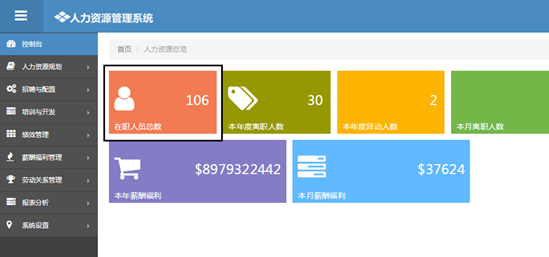 人力资源管理系统
控制台
首页 / 人力资源总览
人力资源规划
招聘与配置
培训与开发
绩效管理
薪酬福利管理
劳动关系管理
报表分析
系统设置
106
在职人员总数
30
本年度离职人数
2
本年度异动人数
本月离职人数
$8979322442
本年薪酬福利
$37624
本月薪酬福利